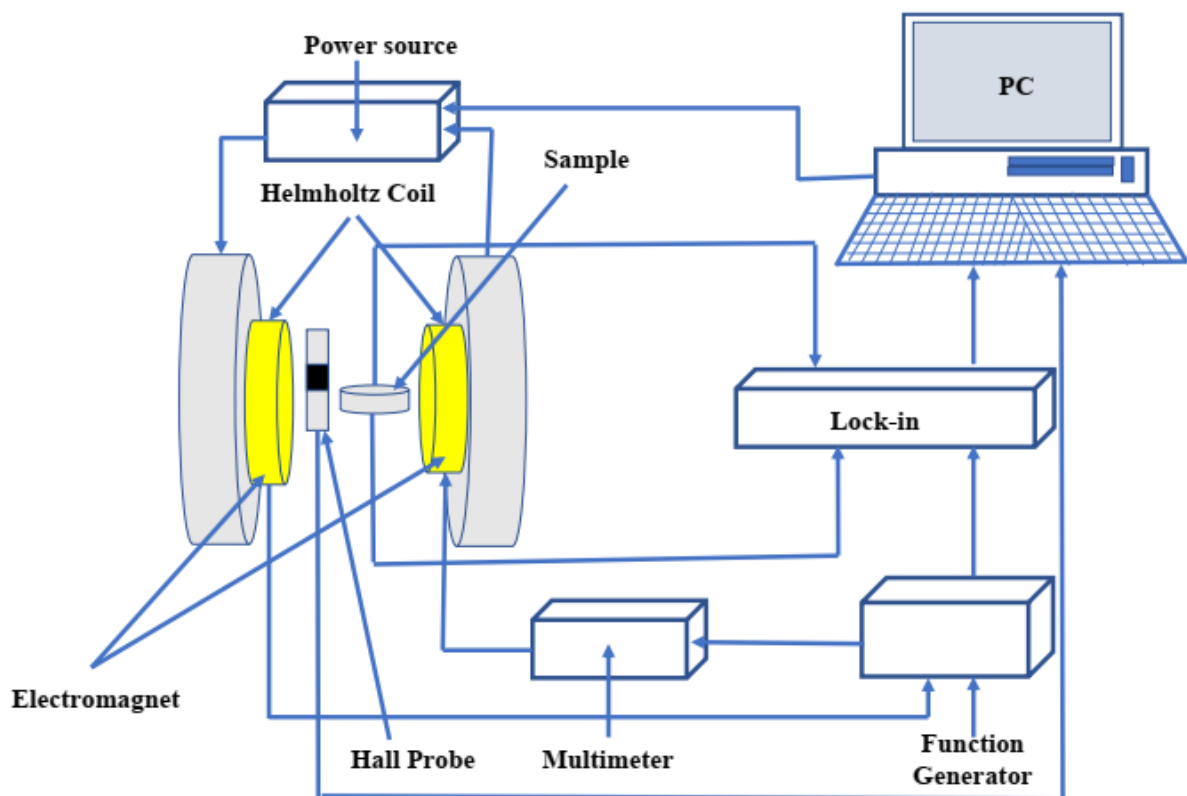 Power source
PC
Sample
Helmholtz Coil
Lock-in
Electromagnet
Hall Probe
Multimeter
Function
Generator